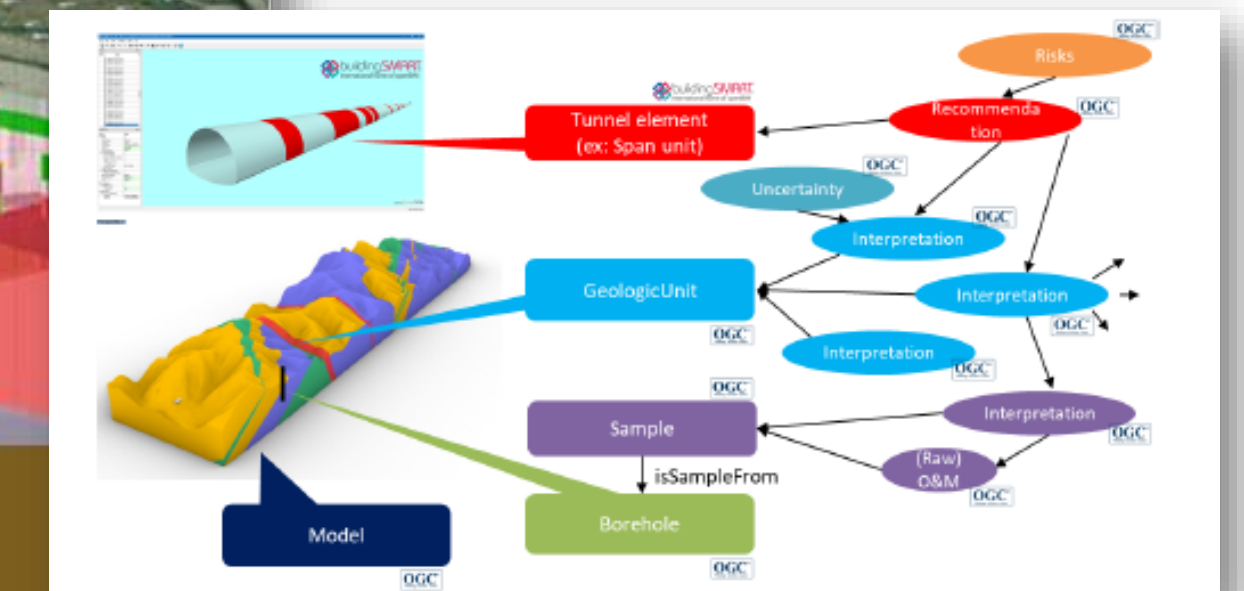 OGC
buildingSMART
Risks
buildingSMART
Recommenda
tion
OGC
Tunnel element
(ex: Span unit)
OGC
Uncertainty
OGC
Interpretation
GeologicUnit
Interpretation
OGC
OGC
Interpretation
OGC
OGC
Interpretation
Sample
OGC
(Raw)
O&M
isSampleFrom
OGC
Borehole
Model
OGC
OGC